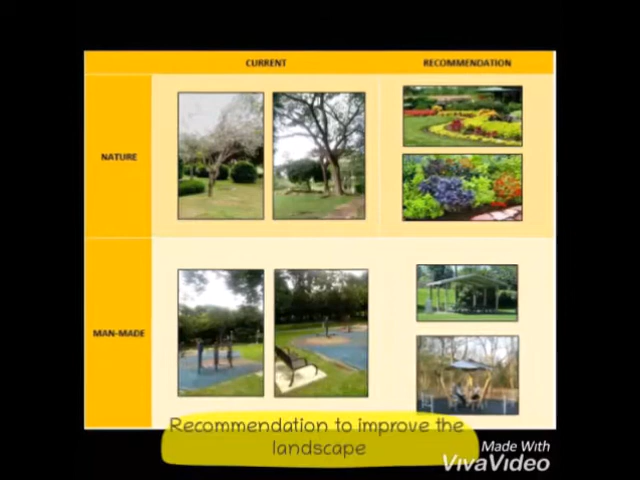 CURRENT
RECOMMENDATION
NATURE
MAN-MADE
Recommendation to improve the
landscape
Made With
VivaVideo